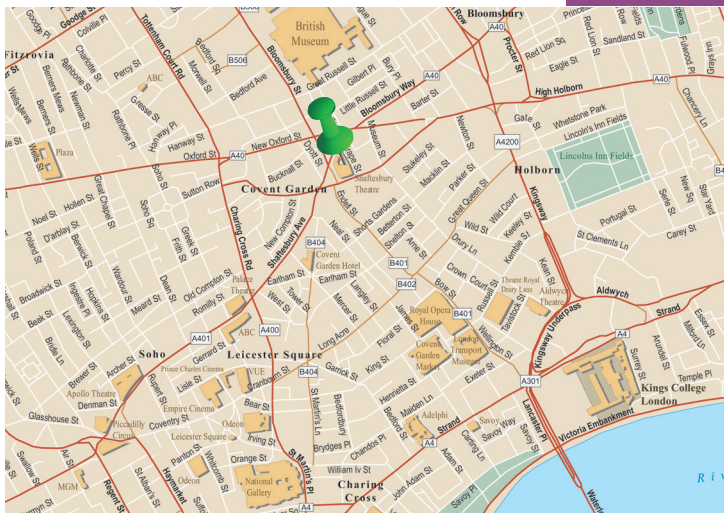 Goodge St
Goodge Pl
Colville Pl
Tottenham Court Rd
B506
Bedford Sq
Morwell St
Bedford Ave
British
Museum
Bloomsbury St
Great Russell St
Gilbert Pl
Bury Pl
Little Russell St
Bloomsbury Way
A40
Bloomsbury
A40
Procter St
Red Lion St
Red Lion Sq
Sandland St
Eagle St
Fulwood Pl
Fitzrovia
Charlotte St
Rathbone St
Percy St
ABC
Gresse St
Newman St
Berners Mews
Berners St
Wells Mews
Rathbone Pl
Hanway Pl
Hanway St
Plaza
Wells St
Oxford St
A40
New Oxford St
Dyott St
Bucknall St
Museum St
Barter St
High Holborn
A40
Chancery Ln
Gate St
Whetstone Park
Lincoln's Inn Fields
Lincolns Inn Fields
A4200
Holborn
Newton St
Shaftesbury
Theatre
Stukeley St
Macklin St
Parker St
Covent Garden
Endell St
Shorts Gardens
Betterton St
Shelton St
Great Queen St
Wild Court
Wild St
Keeley St
Kemble St
Kingsway
Portugal St
Serle St
New Sq
Star Yard
Carey St
St Clements Ln
Soho St
Sutton Row
Soho Sq
Great Chapel St
Hollen St
Noel St
D'arblay St
Poland St
Berwick St
Wardour St
Dean St
Frith St
Greek St
Charing Cross Rd
New Compton St
Shaftesbury Ave
B404
Neal St
Arne St
Drury Ln
B401
Covent
Garden Hotel
Earlham St
Earlham St
Tower St
West St
Mercer St
Langley St
B402
Crown Court
Bow St
Russell St
Theatre Royal
Drury Lane
Kean St
Tavistock St
Aldwych
Theatre
Aldwych
Strand
A4
Essex St
Milford Ln
Broadwick St
Ingestre Pl
Hopkins St
Beak St
Lexington St
Bridle Ln
Meard St
Old Compton St
Romilly St
Palace
Theatre
ABC
A400
A401
Long Acre
James St
Floral St
Royal Opera
House
B401
Covent
Garden
Market
London
Transport
Museum
Wellington St
Kingsway Underpass
Surrey St
Arundel St
Temple Pl
Kings College
London
Soho
Archer St
Brewer St
Gerrard St
Leicester Square
Prince Charles Cinema
Lisle St
VUE
Cranbourn St
B404
Garrick St
King St
Henrietta St
Exeter St
A301
Apollo Theatre
Denman St
Rupert St
Glasshouse St
Piccadilly
Circus
Coventry St
Empire Cinema
Bear St
Odeon
Leicester Square
Irving St
St Martin's Ln
Bedfordbury
Maiden Ln
Bedford St
Chandos Pl
Adelphi
Strand
A4
Savoy
Savoy Way
Carting Ln
Savoy St
Lancaster Pl
Victoria Embankment
Air St
Swallow St
Regent St
MGM
St Alban's St
Haymarket
Panton St
Odeon
Whitcomb St
Orange St
National
Gallery
St Martin's Pl
A4
Brydges Pl
William Iv St
Charing
Cross
John Adam St
Adam St
Savoy Pl